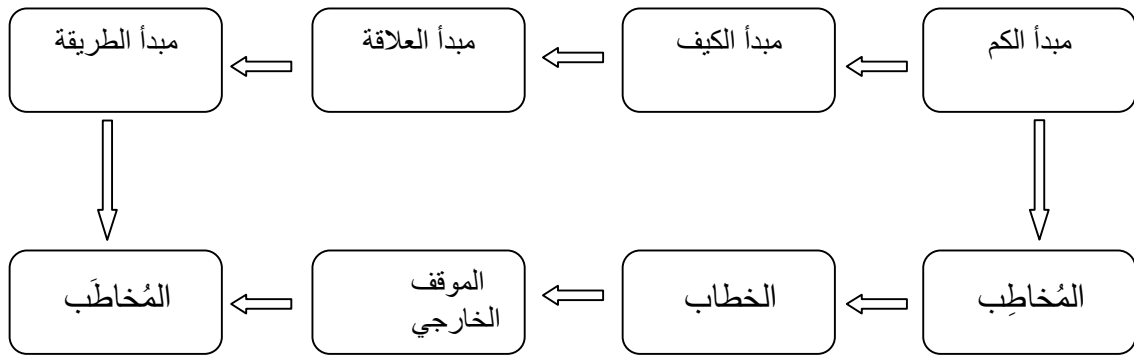 مبدأ الكم
مبدأ الكيف
مبدأ العلاقة
مبدأ الطريقة
المُخاطِب
الخطاب
الموقف
الخارجي
المُخاطَب